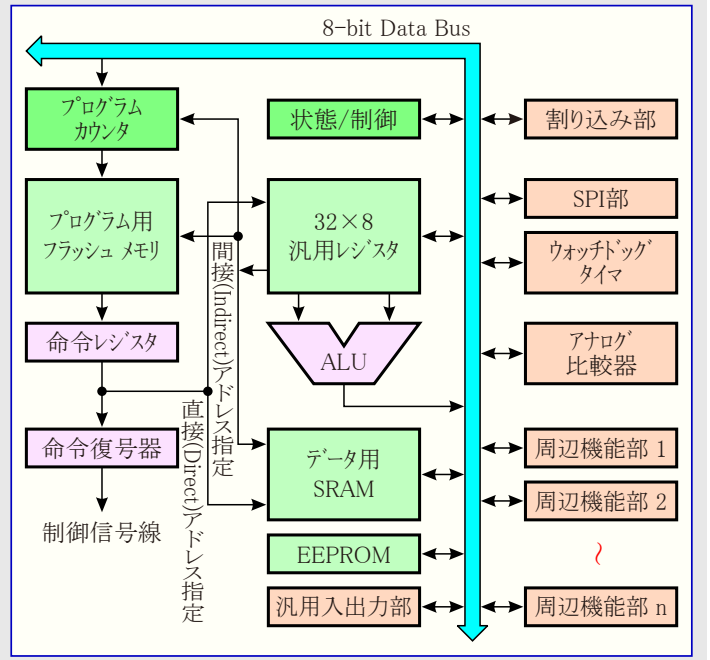 8-bit Data Bus
プログラム
カウンタ
状態/制御
割り込み部
プログラム用
フラッシュ メモリ
32×8
汎用レジスタ
SPI部
ウォッチドッグ
タイマ
間接(Indirect)アドレス指定
命令レジスタ
ALU
アナログ
比較器
直接(Direct)アドレス指定
命令復号器
データ用
SRAM
周辺機能部 1
周辺機能部 2
制御信号線
EEPROM
~
汎用入出力部
周辺機能部 n